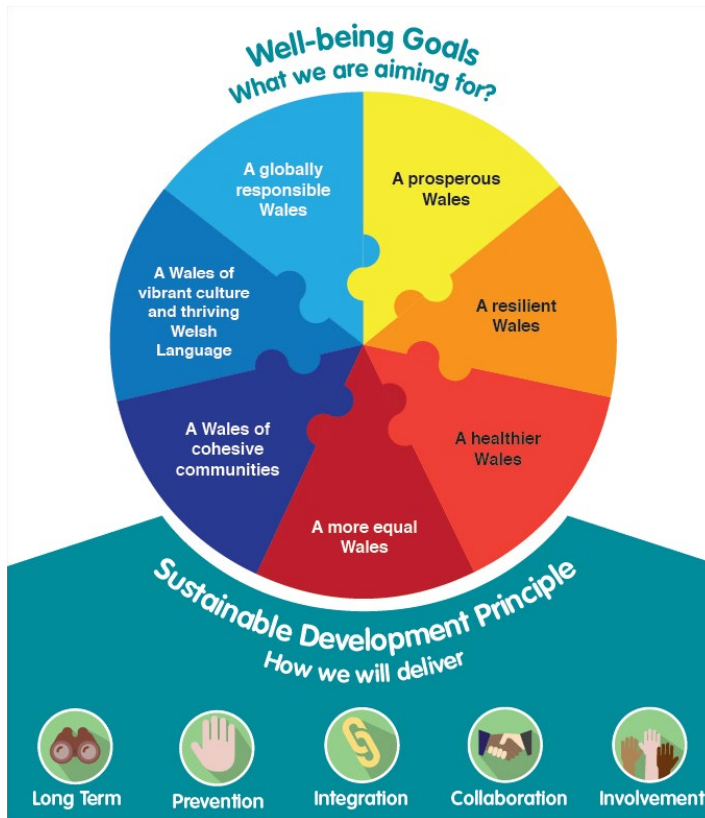 Well-being Goals
What we are aiming for?
A globally
responsible
Wales
A prosperous
Wales
A Wales of
vibrant culture
and thriving
Welsh
Language
A resilient
Wales
A Wales of
cohesive
communities
A healthier
Wales
A more equal
Wales
Sustainable Development Principle
How we will deliver
Long Term
Prevention
Integration
Collaboration
Involvement